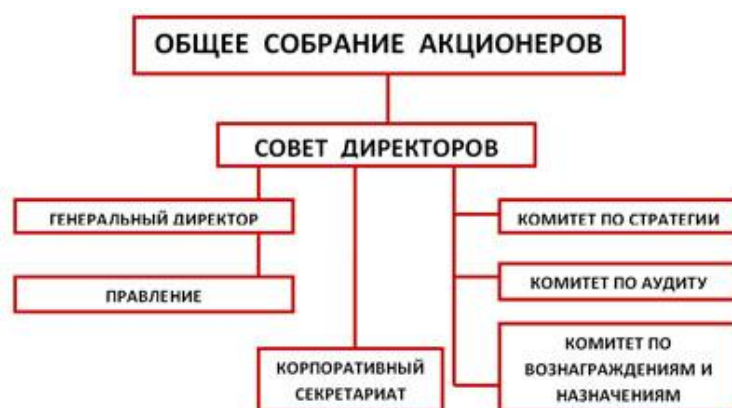 ОБЩЕЕ СОБРАНИЕ АКЦИОНЕРОВ
СОВЕТ ДИРЕКТОРОВ
ГЕНЕРАЛЬНЫЙ ДИРЕКТОР
ПРАВЛЕНИЕ
КОРПОРАТИВНЫЙ
СЕКРЕТАРИАТ
КОМИТЕТ ПО СТРАТЕГИИ
КОМИТЕТ ПО АУДИТУ
КОМИТЕТ ПО
ВОЗНАГРАЖДЕНИЯМ И
НАЗНАЧЕНИЯМ